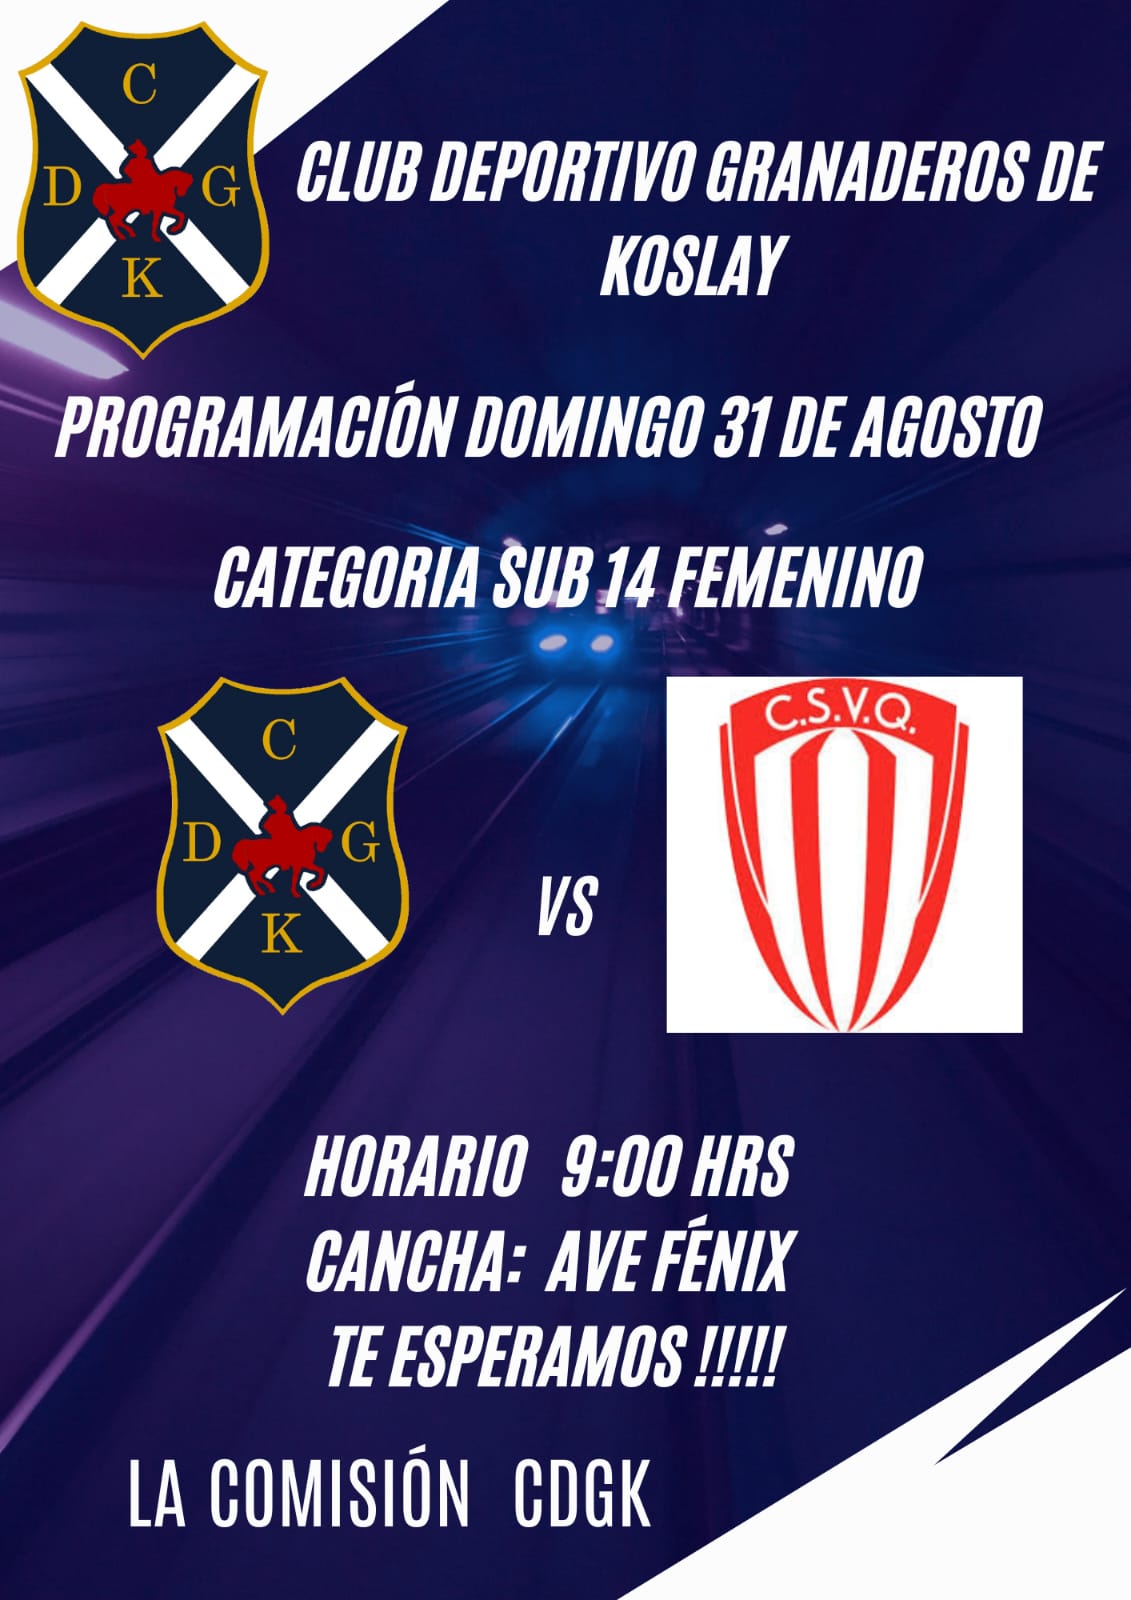 C
D G
K
CLUB DEPORTIVO GRANADEROS DE
KOSLAY
PROGRAMACIÓN DOMINGO 31 DE AGOSTO
CATEGORIA SUB 14 FEMENINO
C
D G
K
VS
C.S.V.Q.
HORARIO 9:00 HRS
CANCHA: AVE FÉNIX
TE ESPERAMOS !!!!!
LA COMISIÓN CDGK